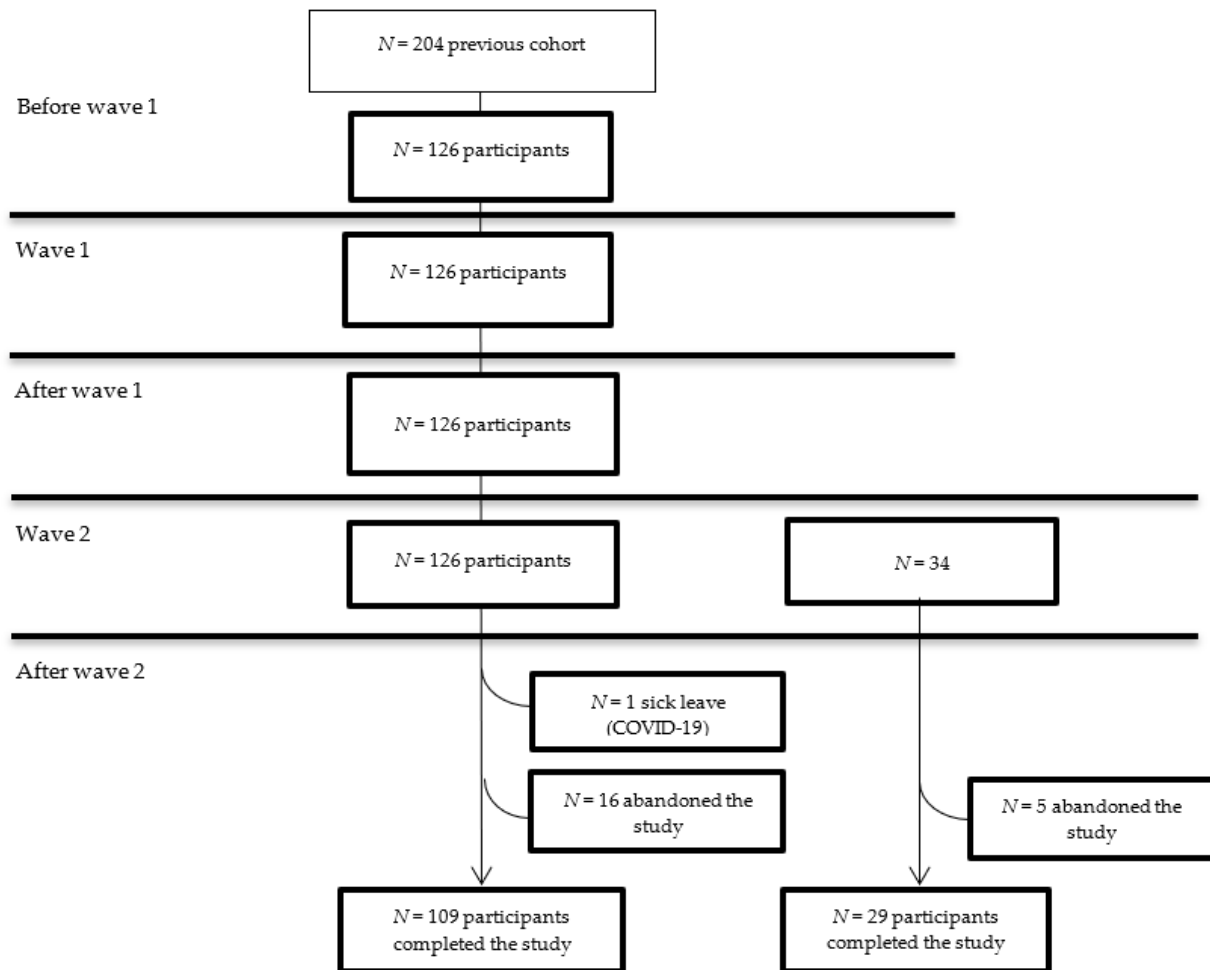 N = 204 previous cohort
Before wave 1
N = 126 participants
Wave 1
N = 126 participants
After wave 1
N = 126 participants
Wave 2
N = 126 participants
N = 34
After wave 2
N = 1 sick leave
(COVID-19)
N = 16 abandoned the
study
N = 5 abandoned the
study
N = 109 participants
completed the study
N = 29 participants
completed the study